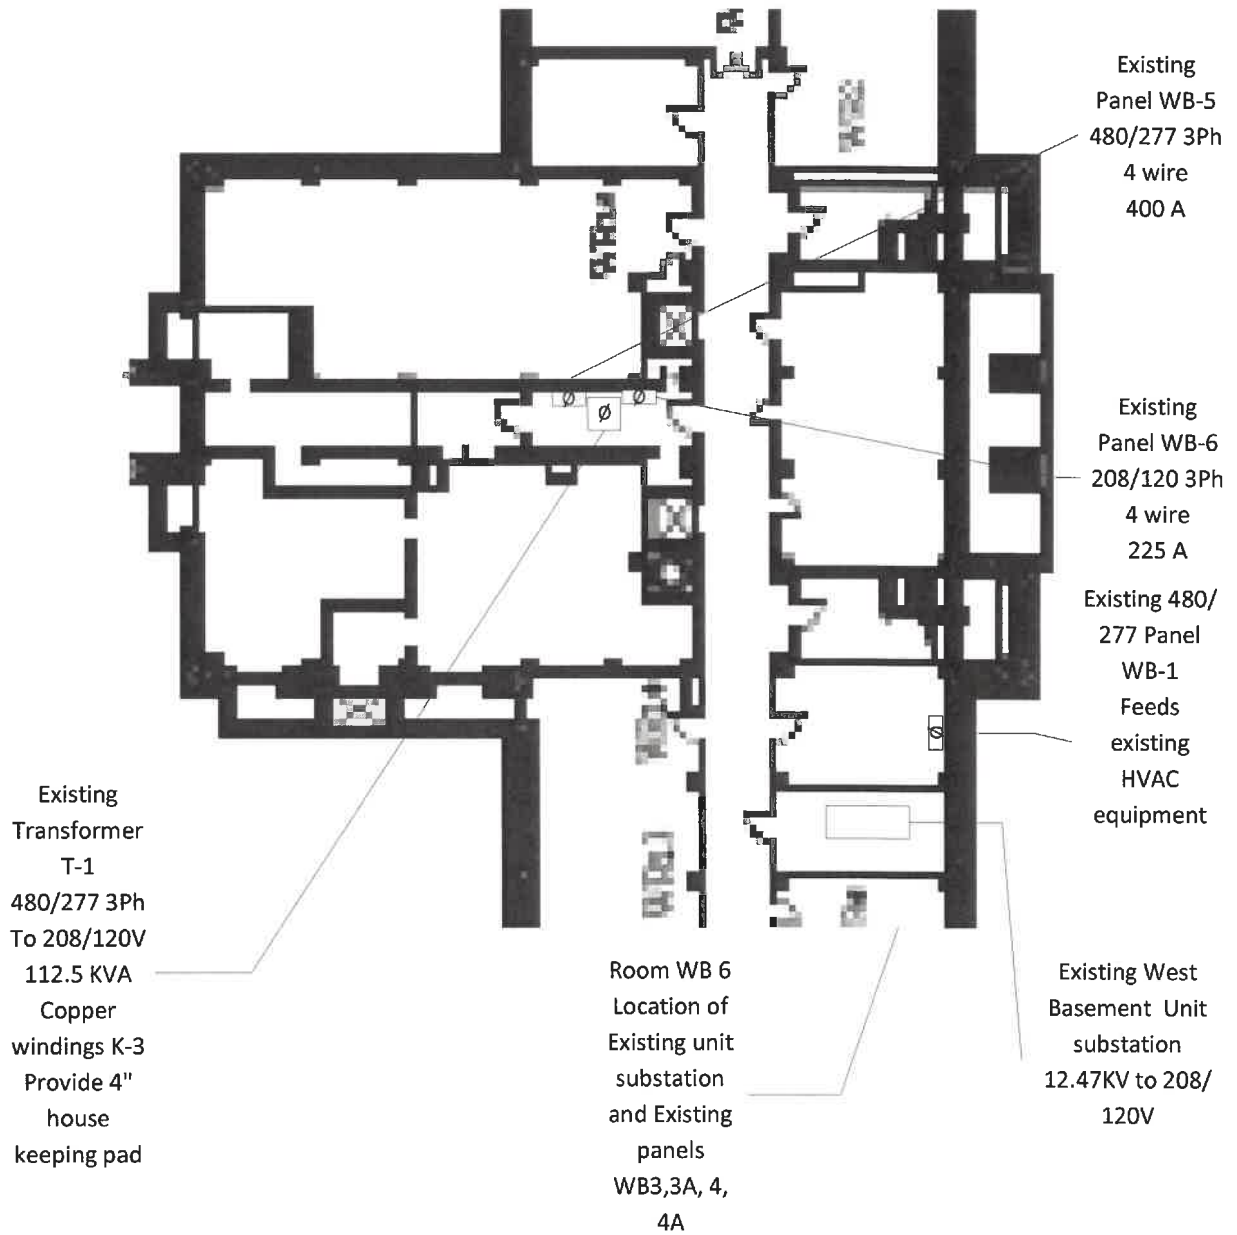 Existing
Panel WB-5
480/277 3Ph
4 wire
400 A
Existing
Panel WB-6
208/120 3Ph
4 wire
225 A
Existing 480/
277 Panel
WB-1
Feeds
existing
HVAC
equipment
Existing
Transformer
T-1
480/277 3Ph
To 208/120V
112.5 KVA
Copper
windings K-3
Provide 4"
house
keeping pad
Room WB 6
Location of
Existing unit
substation
and Existing
panels
WB3,3A, 4,
4A
Existing West
Basement Unit
substation
12.47KV to 208/
120V